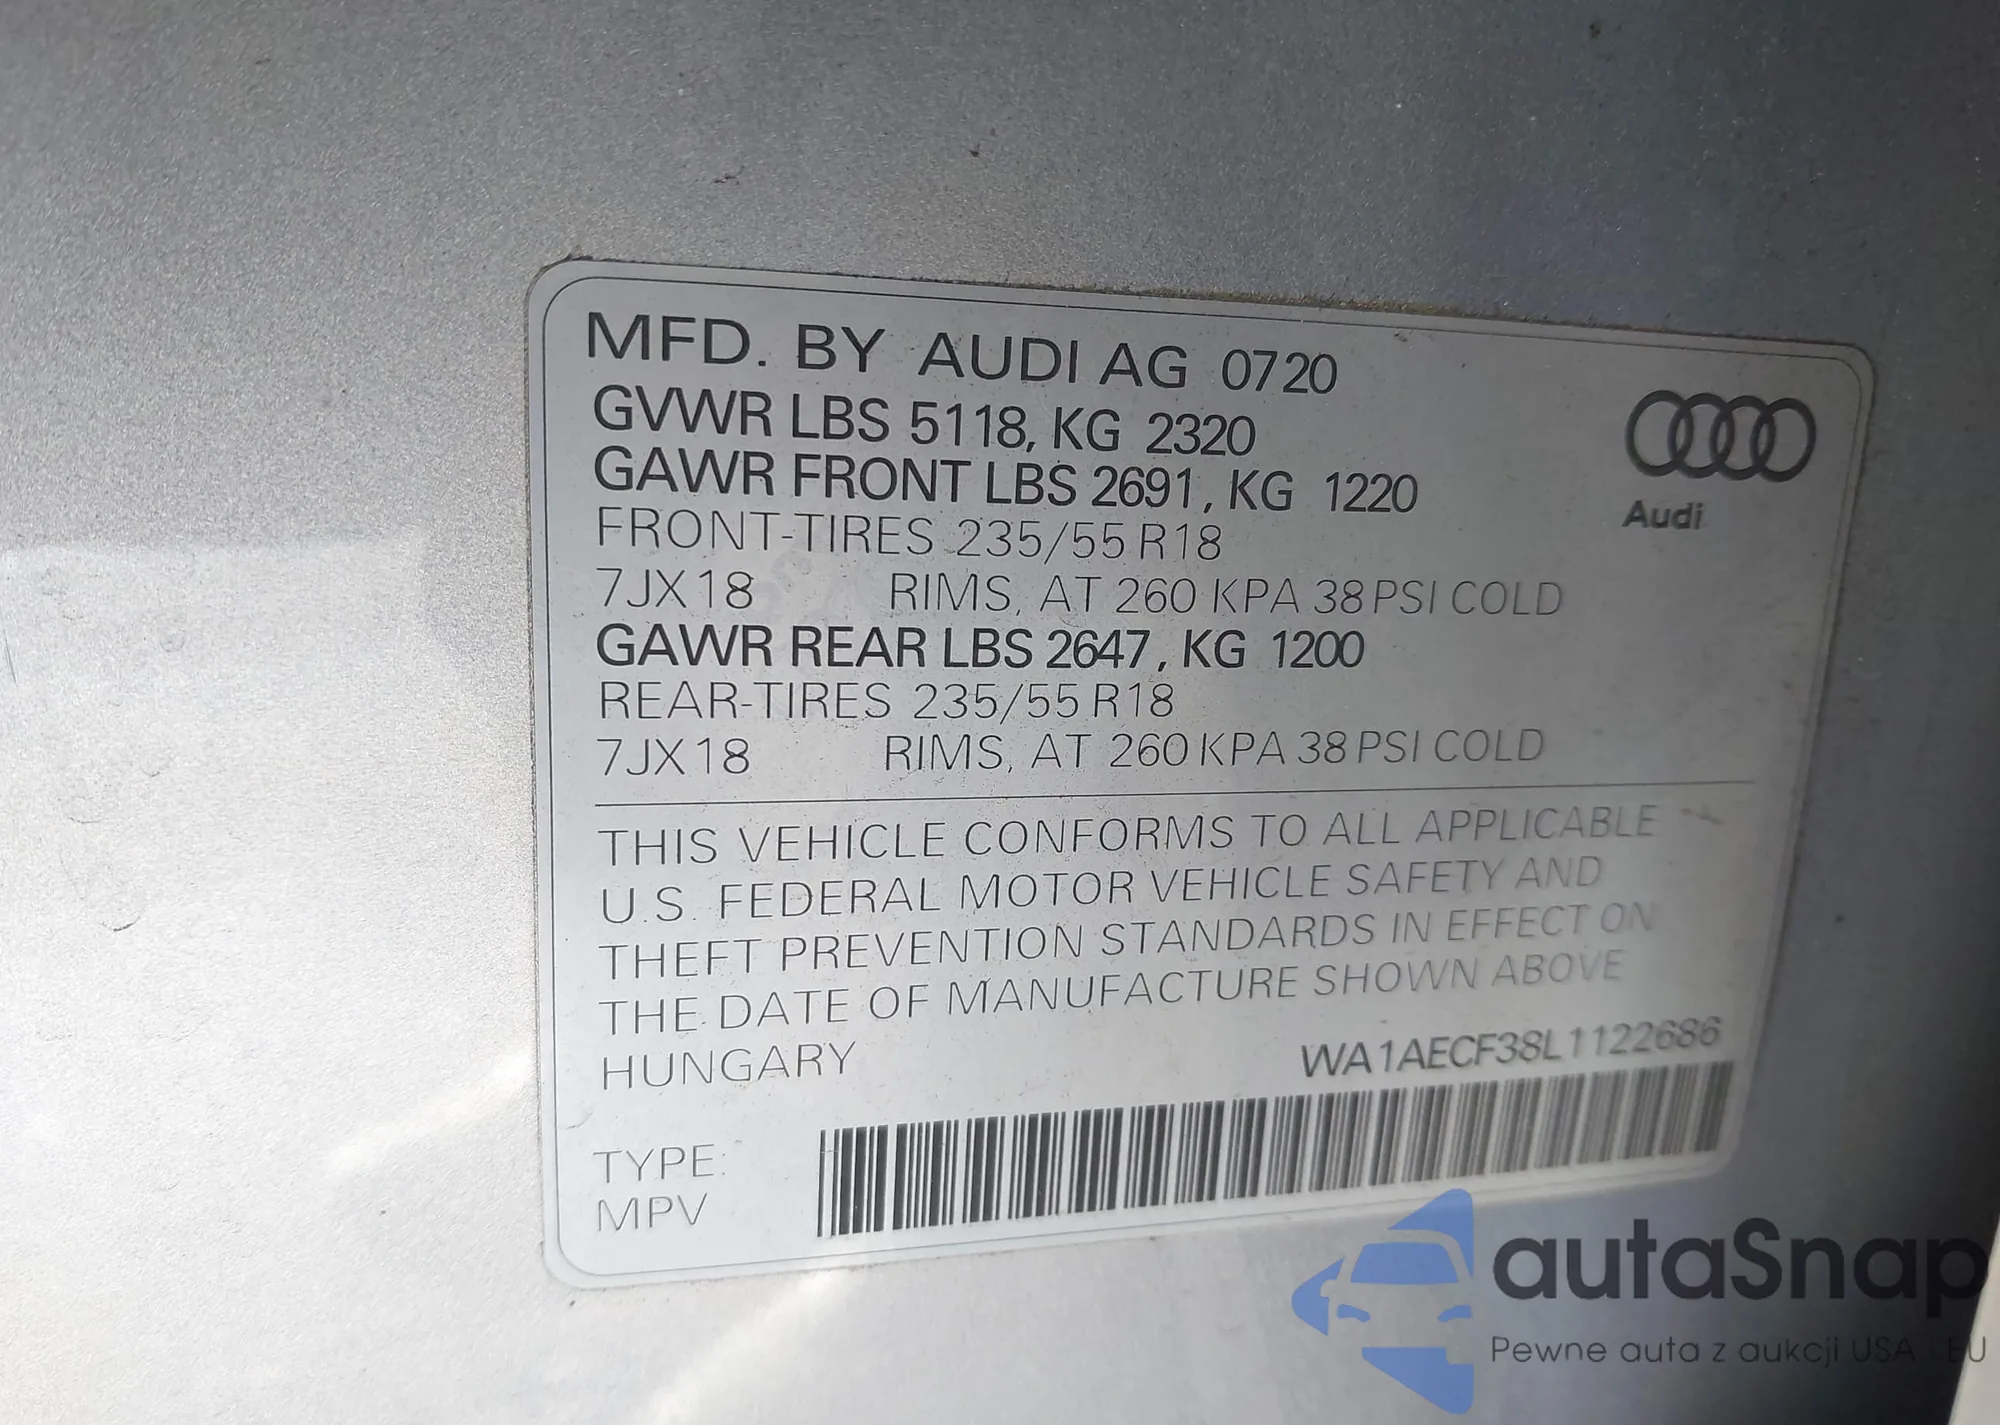 MFD. BY AUDI AG 0720
GVWR LBS 5118, KG 2320
GAWR FRONT LBS 2691, KG 1220
FRONT-TIRES 235/55 R18
7JX18 RIMS, AT 260 KPA 38 PSI COLD
GAWR REAR LBS 2647, KG 1200
REAR-TIRES 235/55 R18
7JX18 RIMS, AT 260 KPA 38 PSI COLD
Audi
THIS VEHICLE CONFORMS TO ALL APPLICABLE
U.S. FEDERAL MOTOR VEHICLE SAFETY AND
THEFT PREVENTION STANDARDS IN EFFECT ON
THE DATE OF MANUFACTURE SHOWN ABOVE
HUNGARY WA1AECF38L1122686
TYPE:
MPV
autaSnap
Pewne auta z aukcji USA i EU